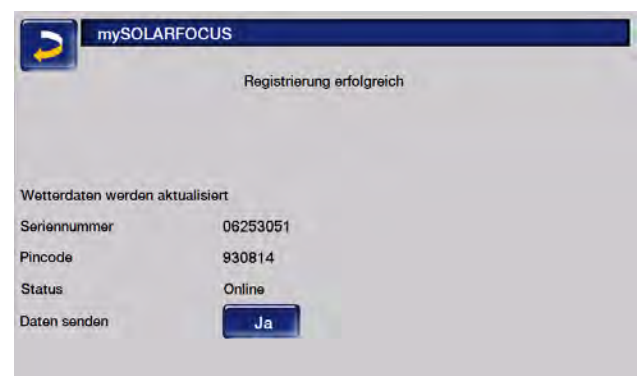 mySOLARFOCUS
Registrierung erfolgreich
Wetterdaten werden aktualisiert
Seriennummer 06253051
Pincode 930814
Status Online
Daten senden Ja